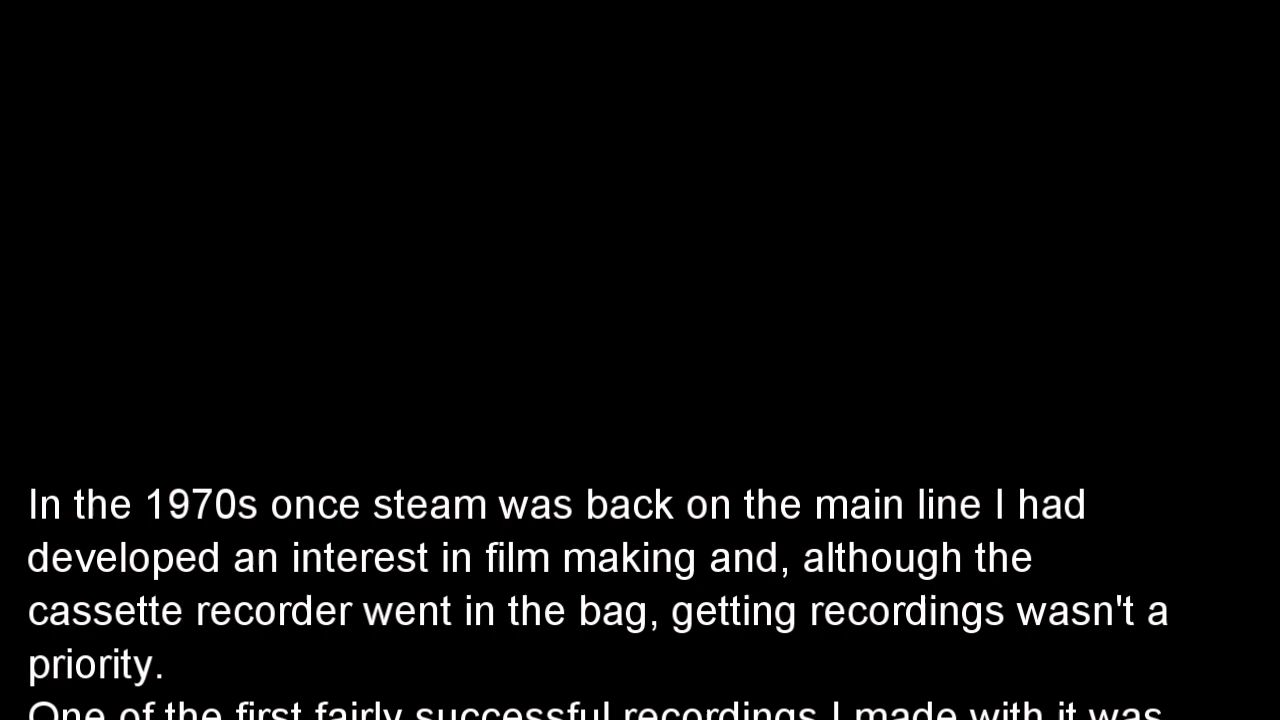 In the 1970s once steam was back on the main line I had
developed an interest in film making and, although the
cassette recorder went in the bag, getting recordings wasn't a
priority.
One of the first fairly successful recordings I made with it was